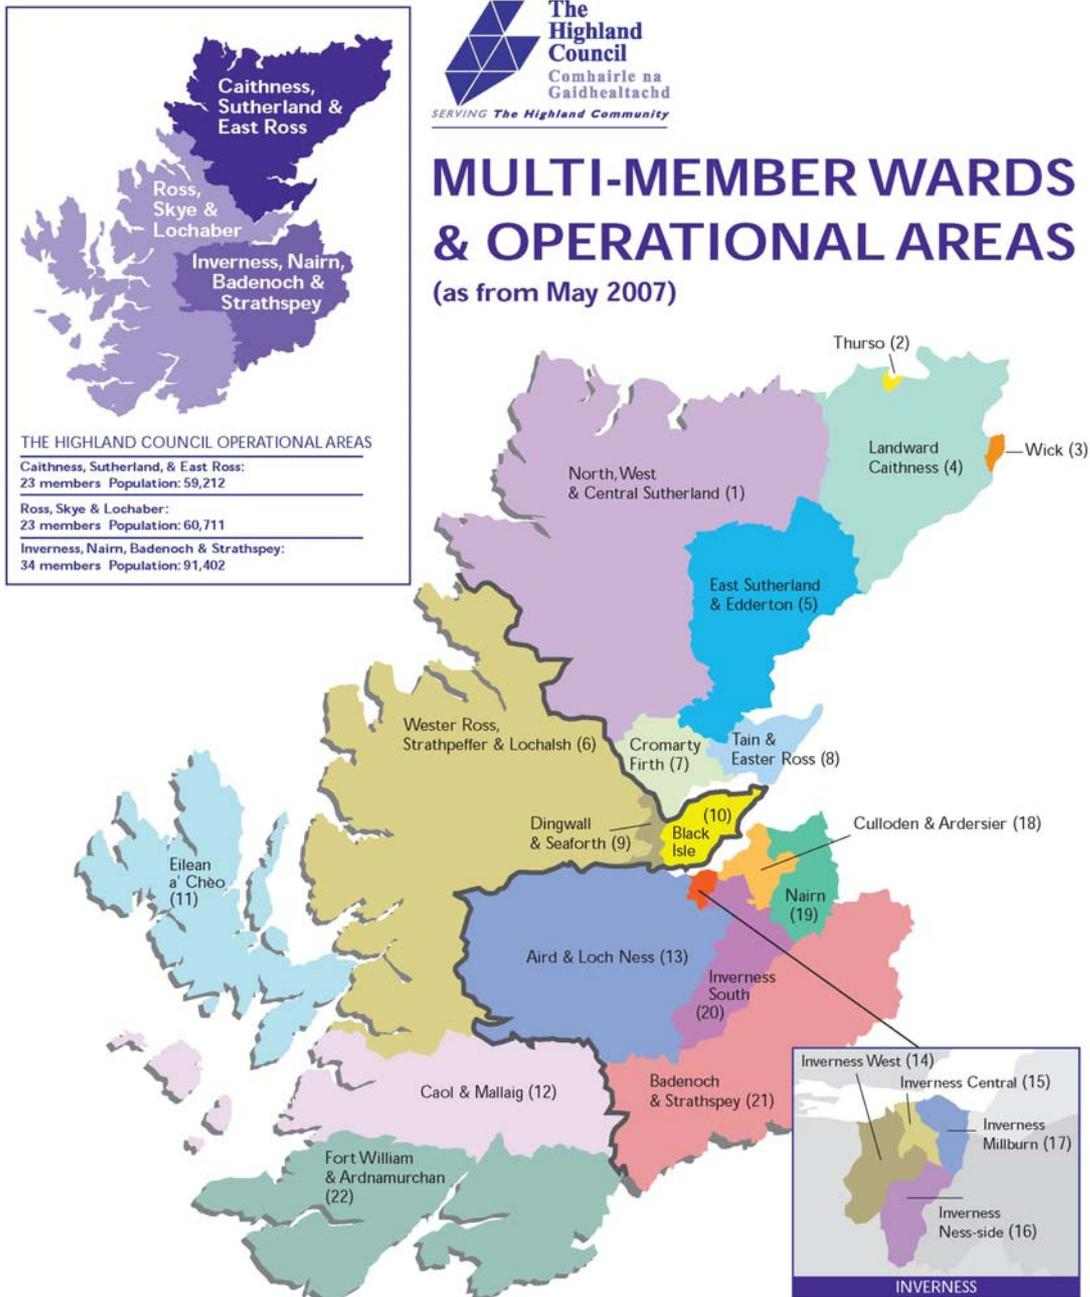 The
Highland
Council
Comhairle na
Gaidhealtachd
SERVING The Highland Community
MULTI-MEMBER WARDS
& OPERATIONAL AREAS
(as from May 2007)
Caithness,
Sutherland &
East Ross
Ross,
Skye &
Lochaber
Inverness, Nairn,
Badenoch &
Strathspey
THE HIGHLAND COUNCIL OPERATIONAL AREAS
Caithness, Sutherland, & East Ross:
23 members Population: 59,212
Ross, Skye & Lochaber:
23 members Population: 60,711
Inverness, Nairn, Badenoch & Strathspey:
34 members Population: 91,402
Thurso (2)
Landward
Caithness (4)
Wick (3)
North, West
& Central Sutherland (1)
East Sutherland
& Edderton (5)
Wester Ross,
Strathpeffer & Lochalsh (6)
Cromarty
Firth (7)
Tain &
Easter Ross (8)
Dingwall
& Seaforth (9)
(10)
Black
Isle
Culloden & Ardersier (18)
Eilean
a' Chèo
(11)
Nairn
(19)
Aird & Loch Ness (13)
Inverness
South
(20)
Caol & Mallaig (12)
Badenoch
& Strathspey (21)
Fort William
& Ardnamurchan
(22)
Inverness West (14)
Inverness Central (15)
Inverness
Millburn (17)
Inverness
Ness-side (16)
INVERNESS